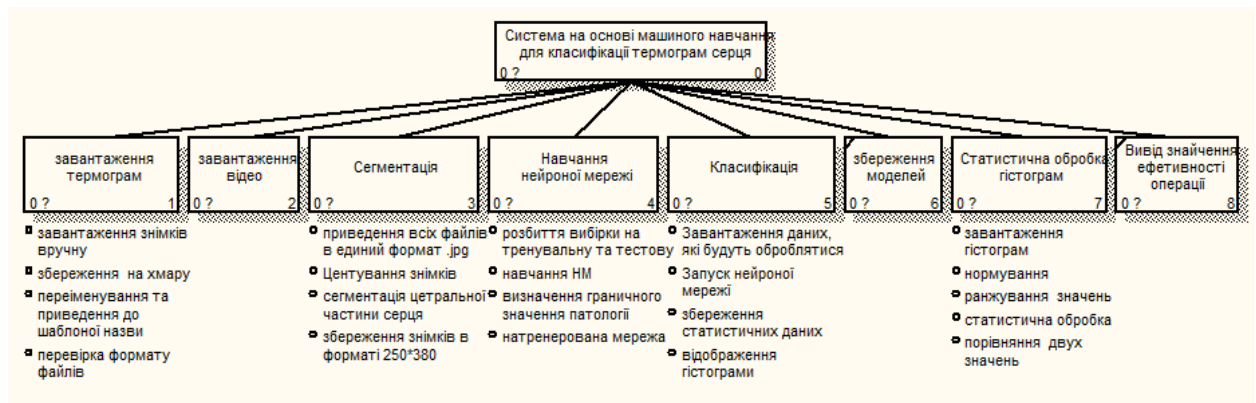 Система на основі машиного навчання
для класифікації термограм серця
0 ?
0
завантаження
термограм
0 ?
1
завантаження
відео
0 ?
2
Сегментація
0 ?
3
Навчання
нейроної мережі
0 ?
4
Класифікація
0 ?
5
збереження
моделей
0 ?
6
Статистична обробка
гістограм
0 ?
7
Вивід знайчення
ефетивності
операції
0 ?
8
завантаження знімків
вручну
збереження на хмару
переіменування та
приведення до
шаблоної назви
перевірка формату
файлів
приведення всіх файлів
в единий формат .jpg
Центування знімків
сегментація цетральної
частини серця
збереження знімків в
форматі 250*380
розбиття вибірки на
тренувальну та тестову
навчання НМ
визначення граничного
значення патології
натренерована мережа
Завантаження даних,
які будуть оброблятися
Запуск нейроної
мережі
збереження
статистичних даних
відображення
гістограми
завантаження
гістограм
нормування
ранжування значень
статистична обробка
порівняння двух
значень